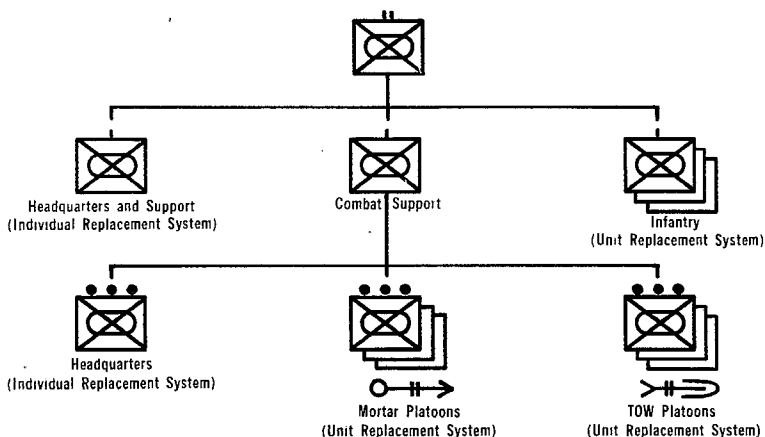 Headquarters and Support
(Individual Replacement System)
Combat Support
Infantry
(Unit Replacement System)
Headquarters
(Individual Replacement System)
Mortar Platoons
(Unit Replacement System)
TOW Platoons
(Unit Replacement System)